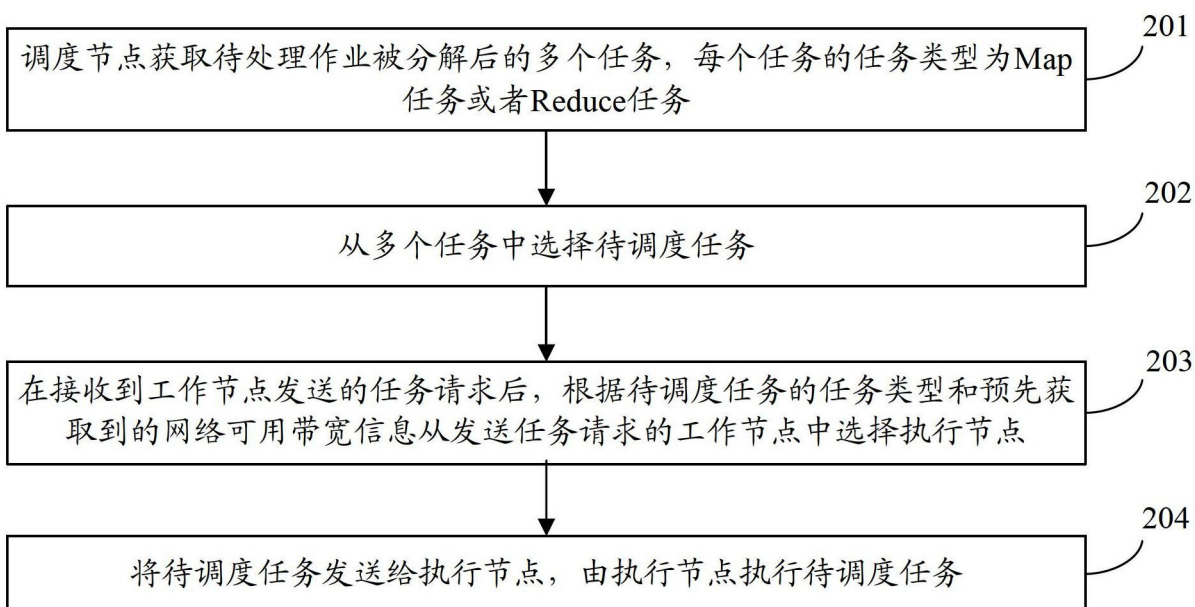 201
调度节点获取待处理作业被分解后的多个任务，每个任务的任务类型为Map
任务或者Reduce任务
202
从多个任务中选择待调度任务
203
在接收到工作节点发送的任务请求后，根据待调度任务的任务类型和预先获
取到的网络可用带宽信息从发送任务请求的工作节点中选择执行节点
204
将待调度任务发送给执行节点，由执行节点执行待调度任务